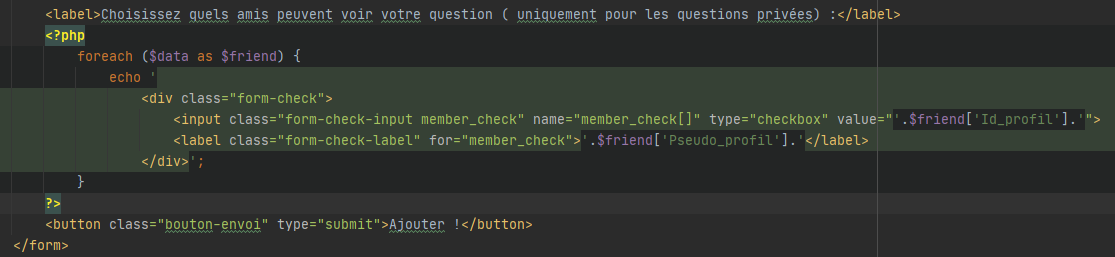 <label>Choisissez quels amis peuvent voir votre question ( uniquement pour les questions privées) :</label>
<?php
foreach ($data as $friend) {
echo '
<div class="form-check">
<input class="form-check-input member_check" name="member_check[]" type="checkbox" value="'.$friend['Id_profil'].'">
<label class="form-check-label" for="member_check">'.$friend['Pseudo_profil'].'</label>
</div>';
}
?>
<button class="bouton-envoi" type="submit">Ajouter !</button>
</form>